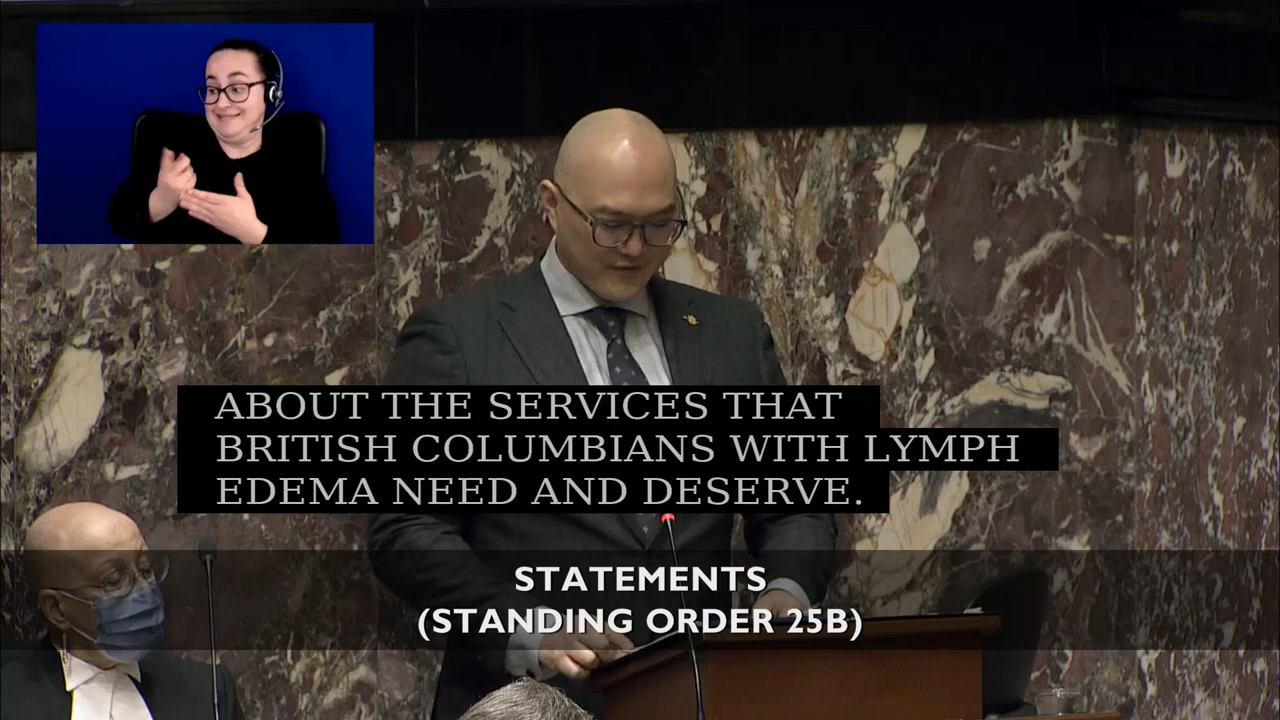 ABOUT THE SERVICES THAT
BRITISH COLUMBIANS WITH LYMPH
EDEMA NEED AND DESERVE.
STATEMENTS
(STANDING ORDER 25B)